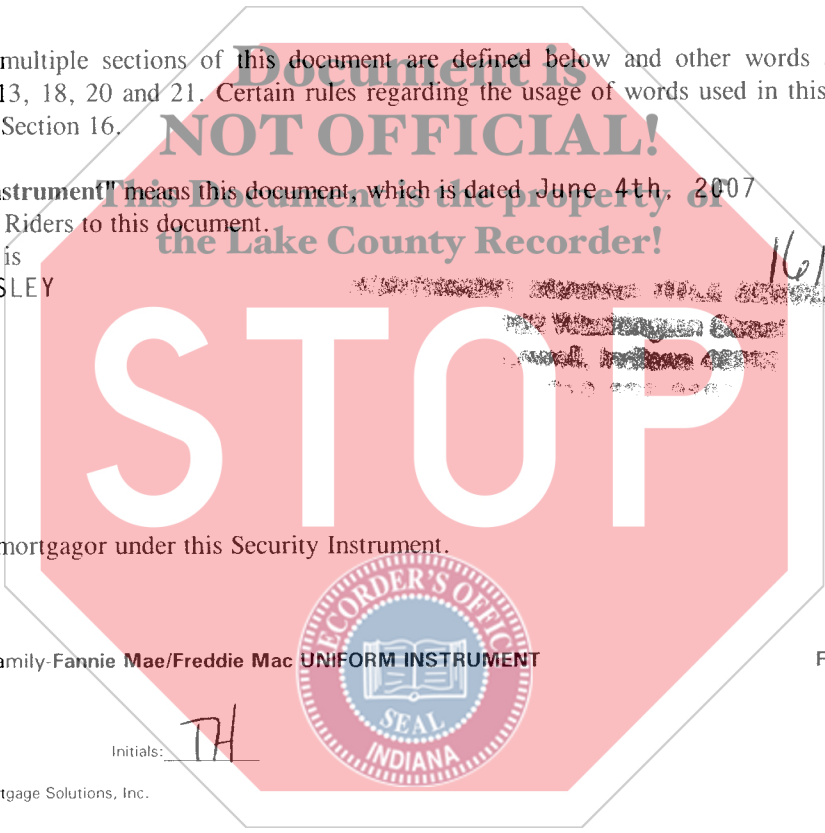 multiple sections of this document are defined below and other words
Document is
13, 18, 20 and 21. Certain rules regarding the usage of words used in this
Section 16.
NOT OFFICIAL!
strument" means this document, which is dated June 4th, 2007
This Document is the property of
Riders to this document.
the Lake County Recorder!
is
SLEY
161
STOP
mortgagor under this Security Instrument.
RECORDER'S OFFICE
SEAL
INDIANA
amily-Fannie Mae/Freddie Mac UNIFORM INSTRUMENT
F
Initials: TH
tgage Solutions, Inc.